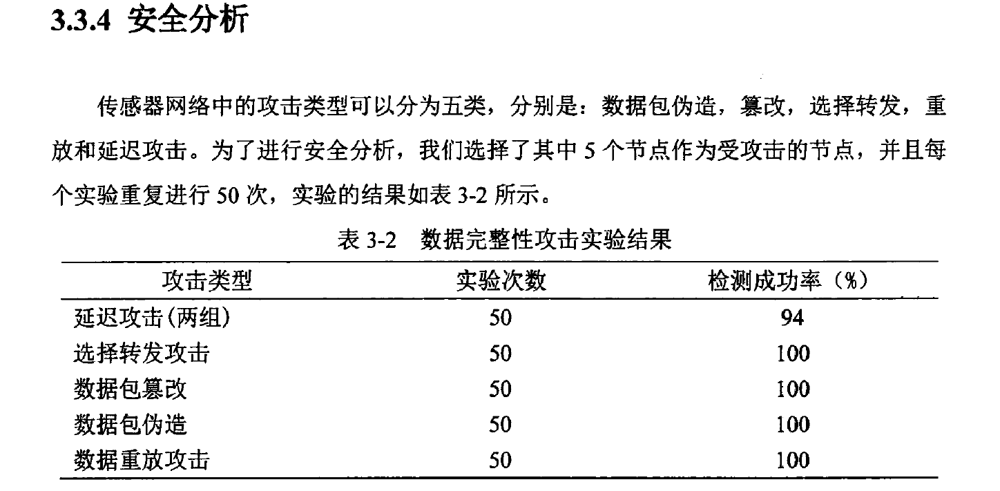 3.3.4 安全分析
传感器网络中的攻击类型可以分为五类，分别是：数据包伪造，篡改，选择转发，重
放和延迟攻击。为了进行安全分析，我们选择了其中 5 个节点作为受攻击的节点，并且每
个实验重复进行 50 次，实验的结果如表 3-2 所示。
表 3-2 数据完整性攻击实验结果
攻击类型 实验次数 检测成功率（%）
延迟攻击(两组) 50 94
选择转发攻击 50 100
数据包篡改 50 100
数据包伪造 50 100
数据重放攻击 50 100